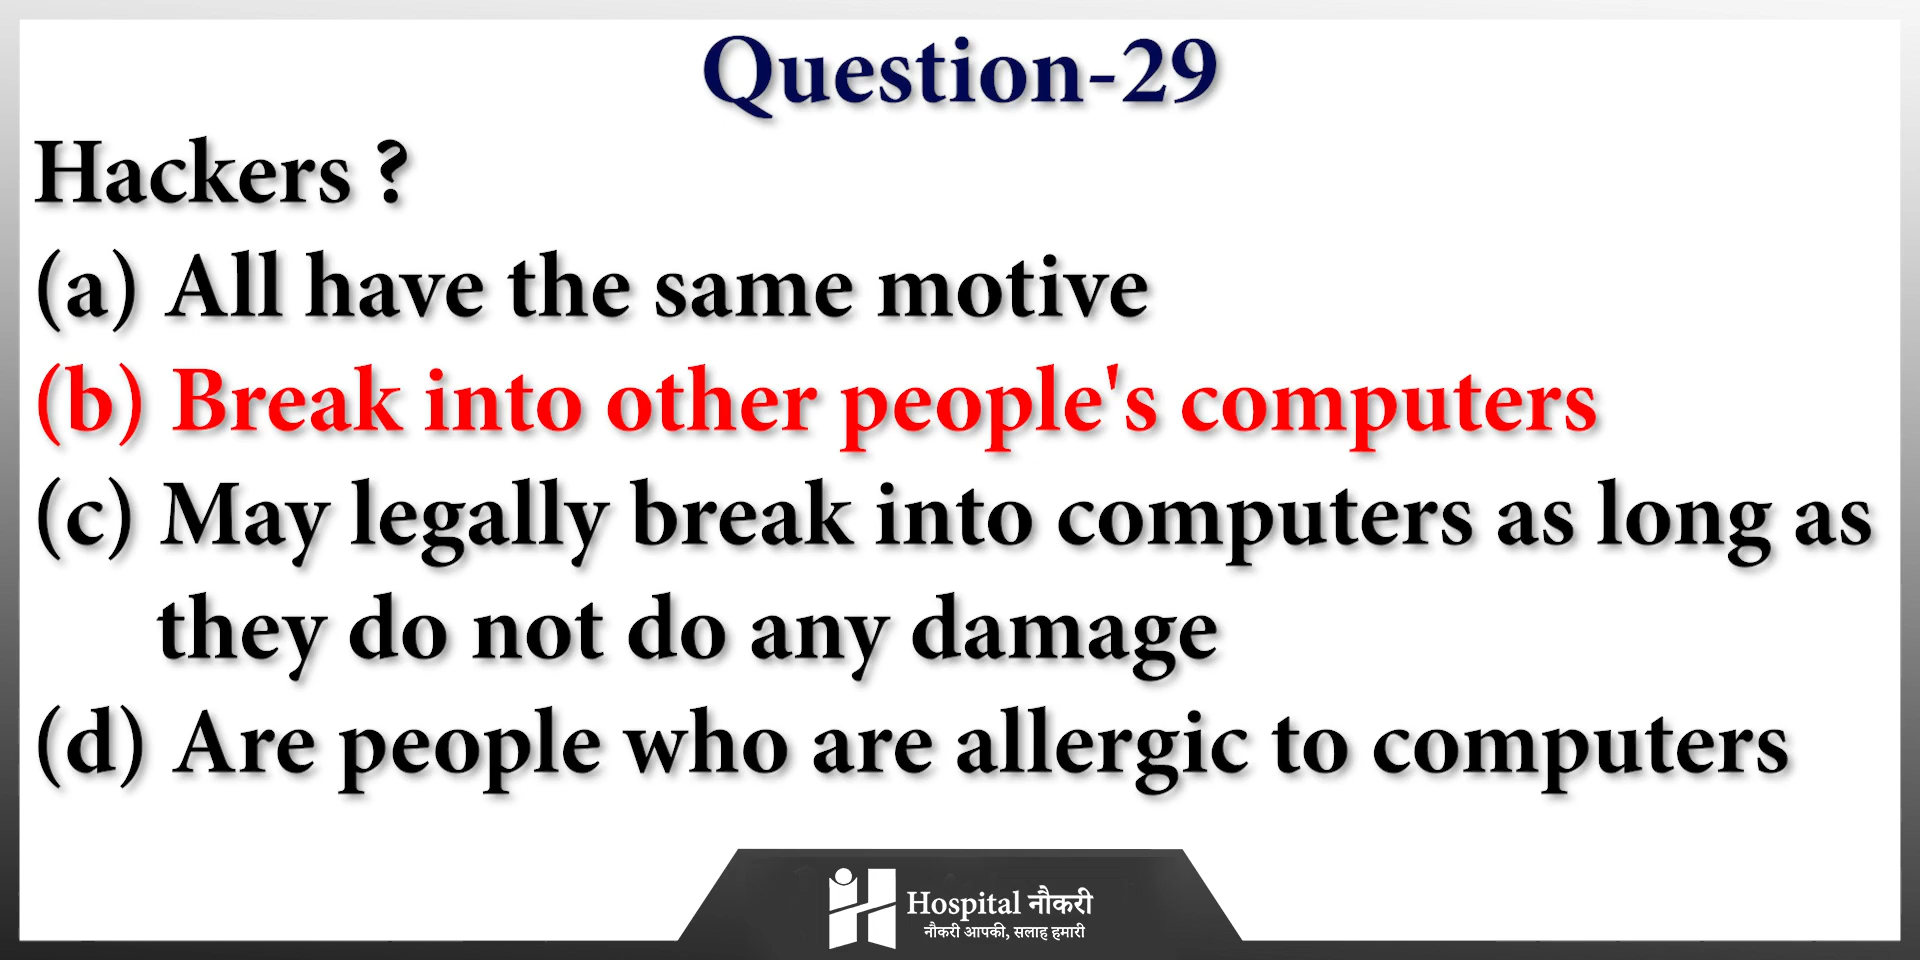 Question-29
Hackers ?
(a) All have the same motive
(b) Break into other people's computers
(c) May legally break into computers as long as
they do not do any damage
(d) Are people who are allergic to computers
Hospital नौकरी
नौकरी आपकी, सलाह हमारी